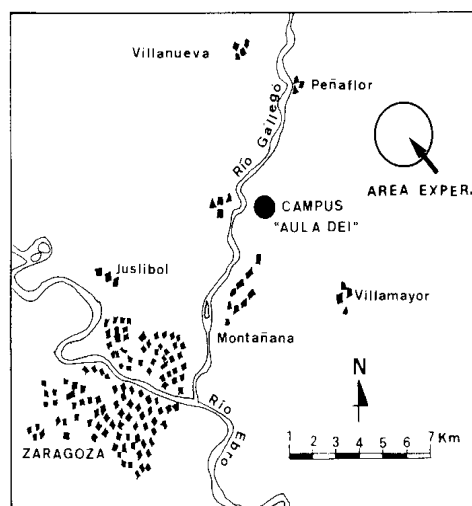 Villanueva
Peñaflor
Río Gallego
AREA EXPER.
CAMPUS
"AULA DEI"
Juslibol
Villamayor
Montañana
N
Río
Ebro
ZARAGOZA
1 2 3 4 5 6 7 Km